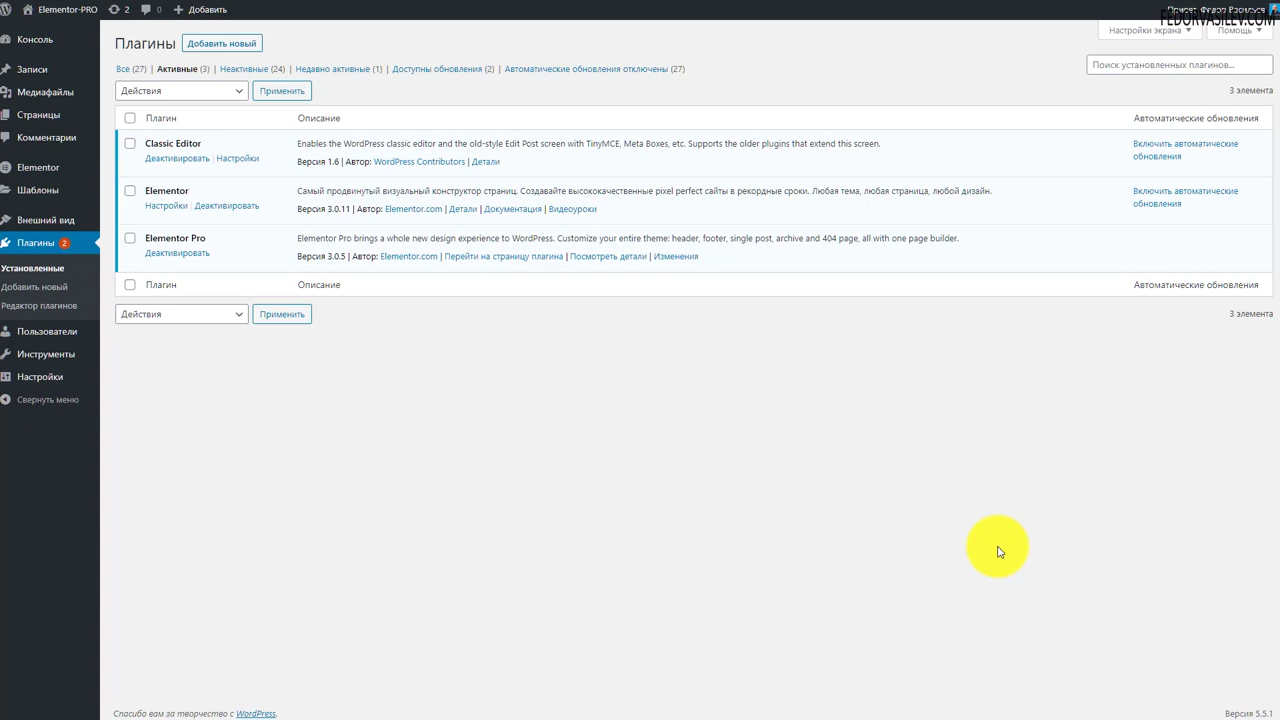 Elementor-PRO 2 0 Добавить
FEDORVASILEV.COM
Консоль
Записи
Медиафайлы
Страницы
Комментарии
Elementor
Шаблоны
Внешний вид
Плагины 2
Установленные
Добавить новый
Редактор плагинов
Пользователи
Инструменты
Настройки
Свернуть меню
Настройки экрана Помощь
Плагины Добавить новый
Все (27) | Активные (3) | Неактивные (24) | Недавно активные (1) | Доступны обновления (2) | Автоматические обновления отключены (27)
Поиск установленных плагинов...
Действия Применить 3 элемента
Плагин Описание Автоматические обновления
Classic Editor Enables the WordPress classic editor and the old-style Edit Post screen with TinyMCE, Meta Boxes, etc. Supports the older plugins that extend this screen. Включить автоматические
обновления
Деактивировать | Настройки Версия 1.6 | Автор: WordPress Contributors | Детали
Elementor Самый продвинутый визуальный конструктор страниц. Создавайте высококачественные pixel perfect сайты в рекордные сроки. Любая тема, любая страница, любой дизайн. Включить автоматические
обновления
Настройки | Деактивировать Версия 3.0.11 | Автор: Elementor.com | Детали | Документация | Видеоуроки
Elementor Pro Elementor Pro brings a whole new design experience to WordPress. Customize your entire theme: header, footer, single post, archive and 404 page, all with one page builder.
Деактивировать Версия 3.0.5 | Автор: Elementor.com | Перейти на страницу плагина | Посмотреть детали | Изменения
Плагин Описание Автоматические обновления
Действия Применить 3 элемента
Спасибо вам за творчество с WordPress. Версия 5.5.1